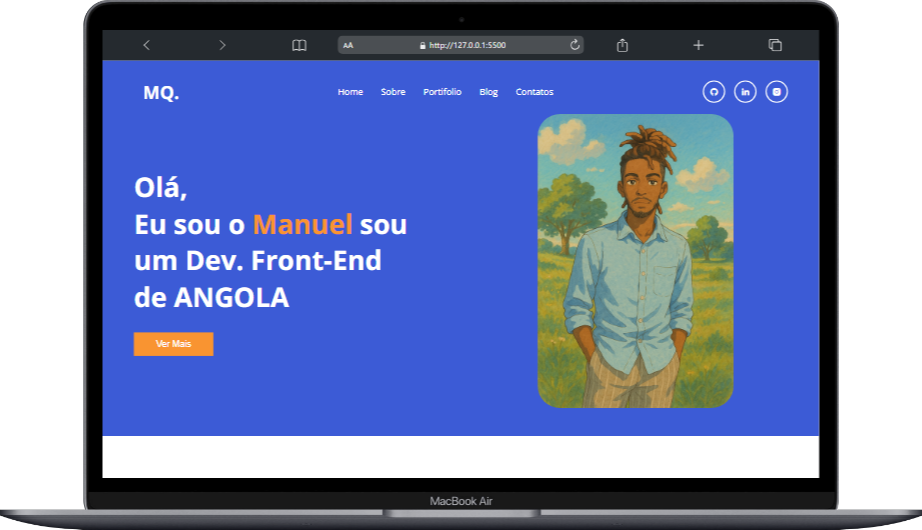 AA
http://127.0.0.1:5500
MQ.
Home Sobre Portifolio Blog Contatos
in
Olá,
Eu sou o Manuel sou
um Dev. Front-End
de ANGOLA
Ver Mais
MacBook Air